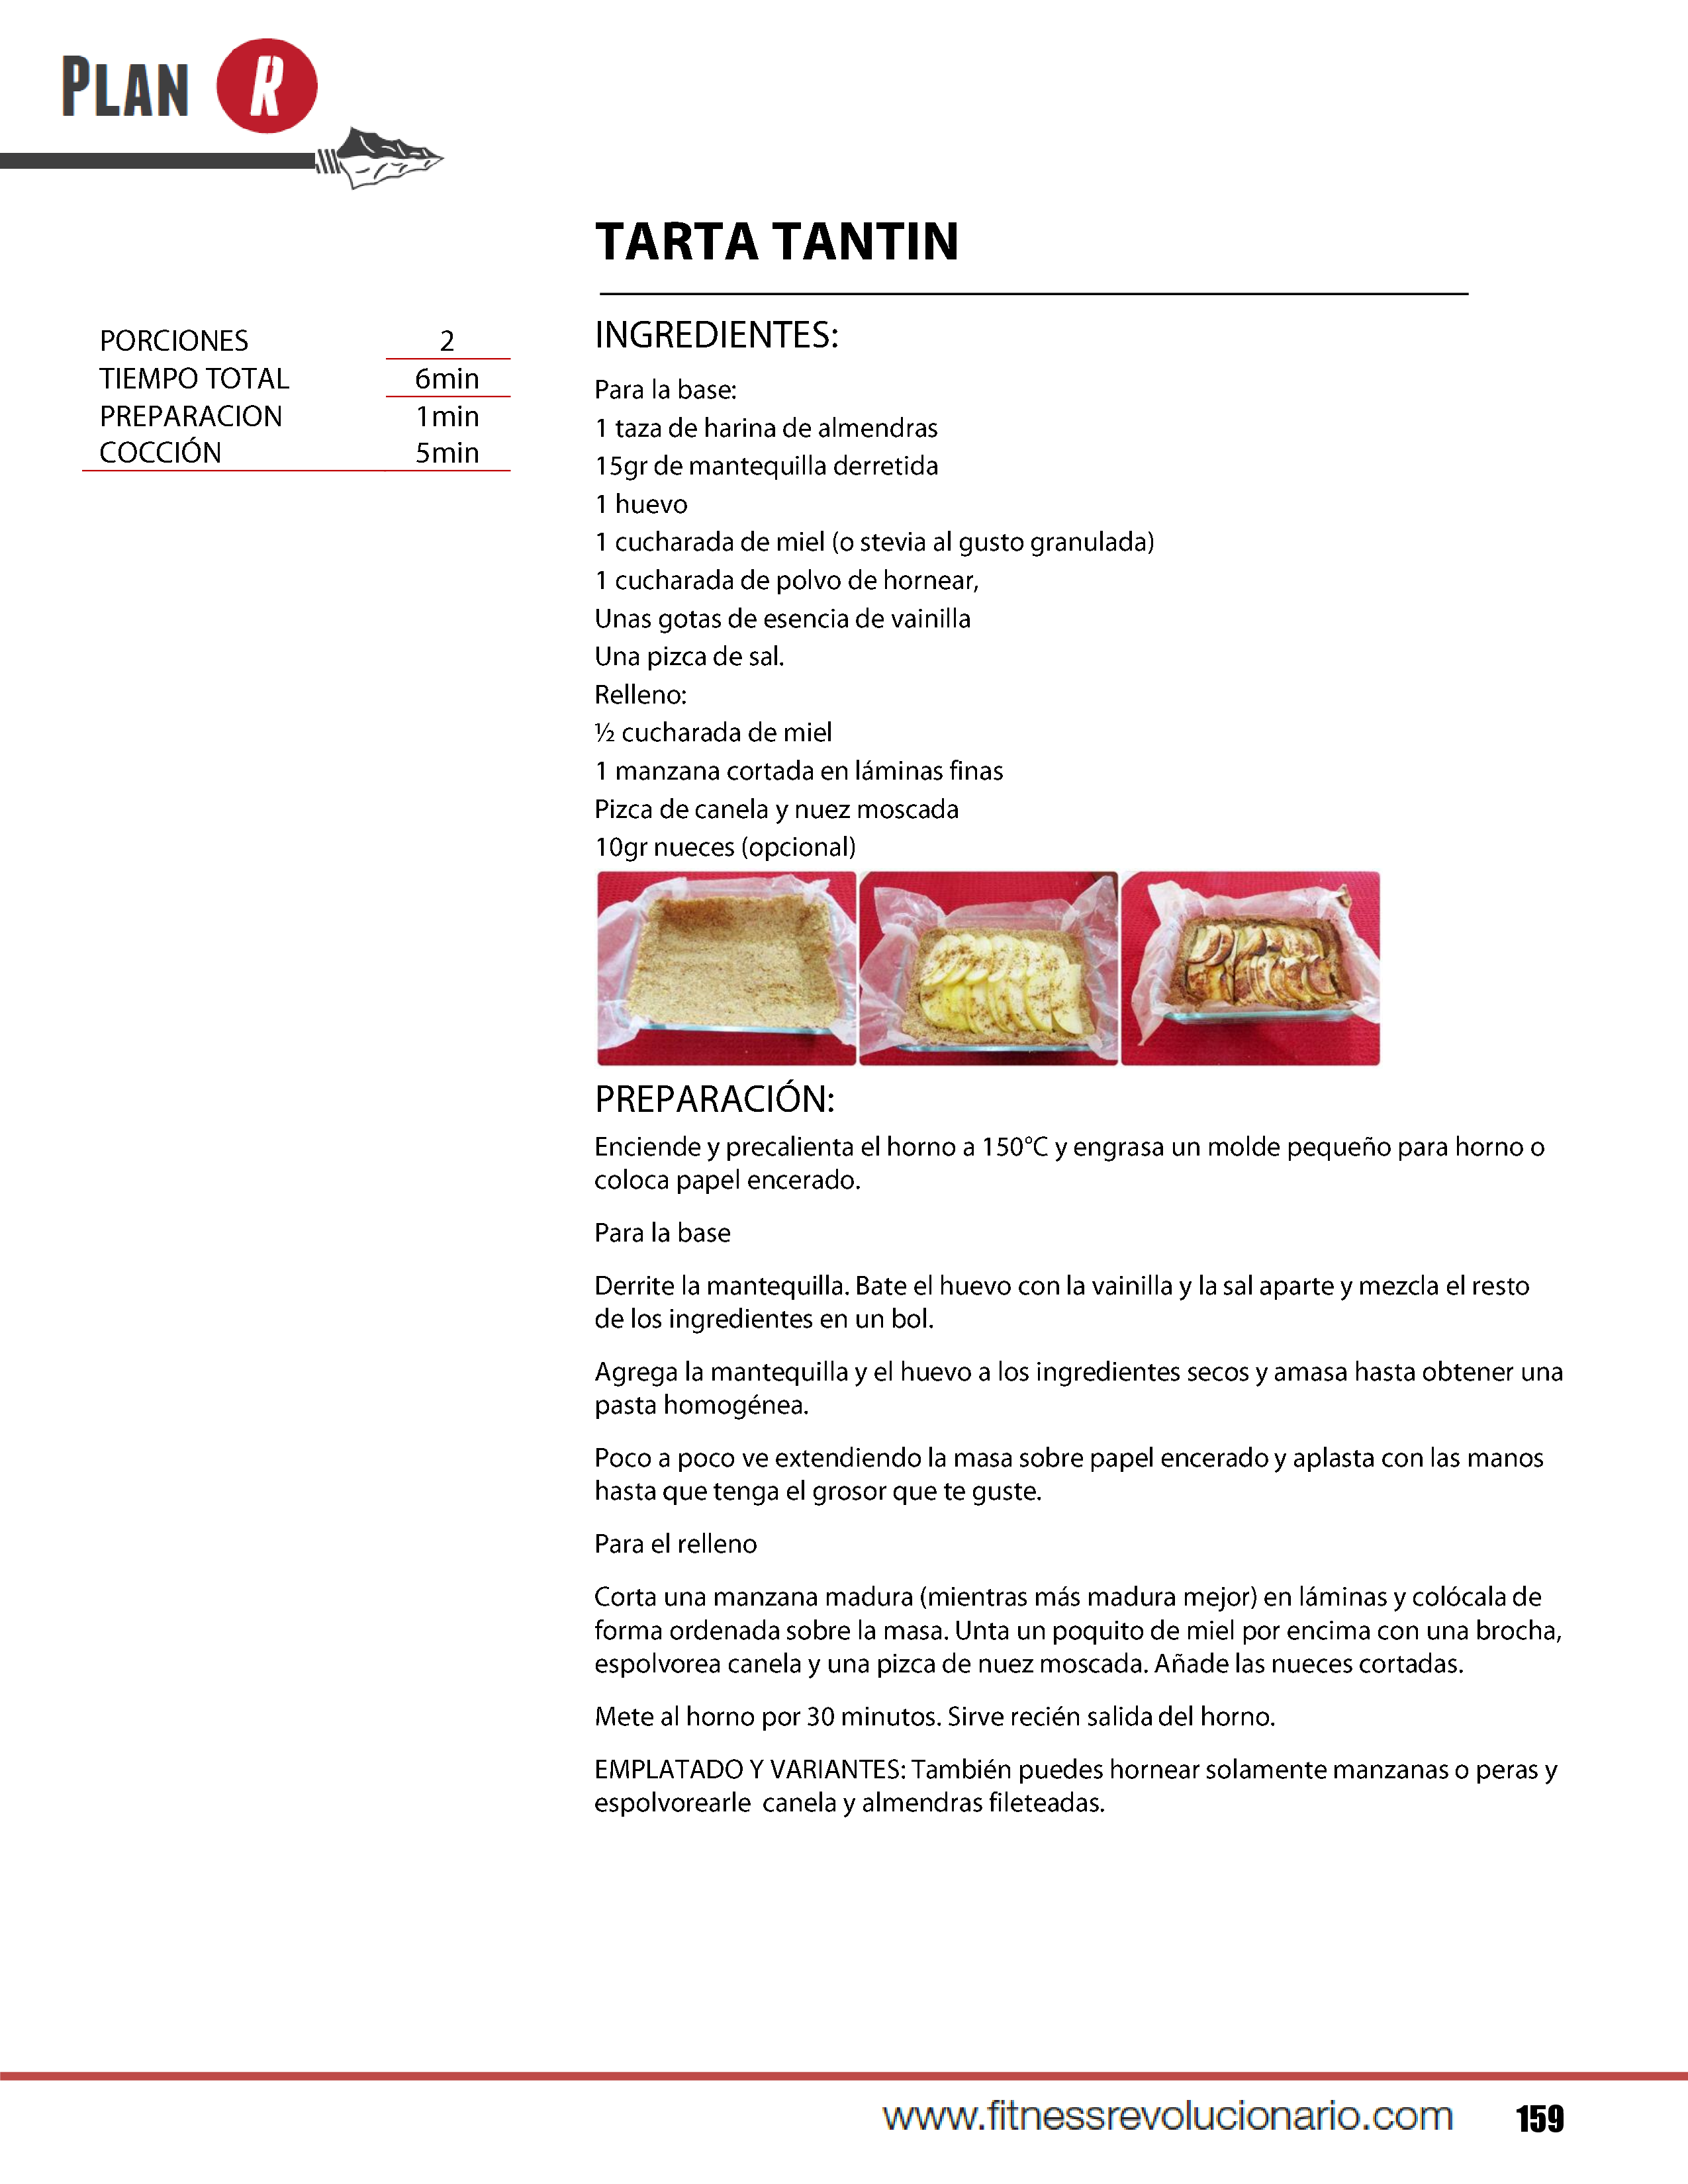 PLAN R
TARTA TANTIN
PORCIONES 2
TIEMPO TOTAL 6min
PREPARACION 1min
COCCIÓN 5min
INGREDIENTES:
Para la base:
1 taza de harina de almendras
15gr de mantequilla derretida
1 huevo
1 cucharada de miel (o stevia al gusto granulada)
1 cucharada de polvo de hornear,
Unas gotas de esencia de vainilla
Una pizca de sal.
Relleno:
½ cucharada de miel
1 manzana cortada en láminas finas
Pizca de canela y nuez moscada
10gr nueces (opcional)
PREPARACIÓN:
Enciende y precalienta el horno a 150°C y engrasa un molde pequeño para horno o
coloca papel encerado.
Para la base
Derrite la mantequilla. Bate el huevo con la vainilla y la sal aparte y mezcla el resto
de los ingredientes en un bol.
Agrega la mantequilla y el huevo a los ingredientes secos y amasa hasta obtener una
pasta homogénea.
Poco a poco ve extendiendo la masa sobre papel encerado y aplasta con las manos
hasta que tenga el grosor que te guste.
Para el relleno
Corta una manzana madura (mientras más madura mejor) en láminas y colócala de
forma ordenada sobre la masa. Unta un poquito de miel por encima con una brocha,
espolvorea canela y una pizca de nuez moscada. Añade las nueces cortadas.
Mete al horno por 30 minutos. Sirve recién salida del horno.
EMPLATADO Y VARIANTES: También puedes hornear solamente manzanas o peras y
espolvorearle canela y almendras fileteadas.
www.fitnessrevolucionario.com 159